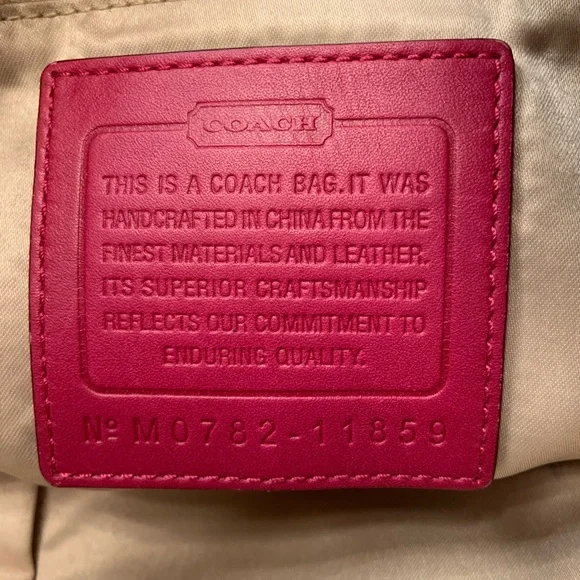 COACH
THIS IS A COACH BAG.IT WAS
HANDCRAFTED IN CHINA FROM THE
FINEST MATERIALS AND LEATHER.
ITS SUPERIOR CRAFTSMANSHIP
REFLECTS OUR COMMITMENT TO
ENDURING QUALITY.
Nº M0782-11859